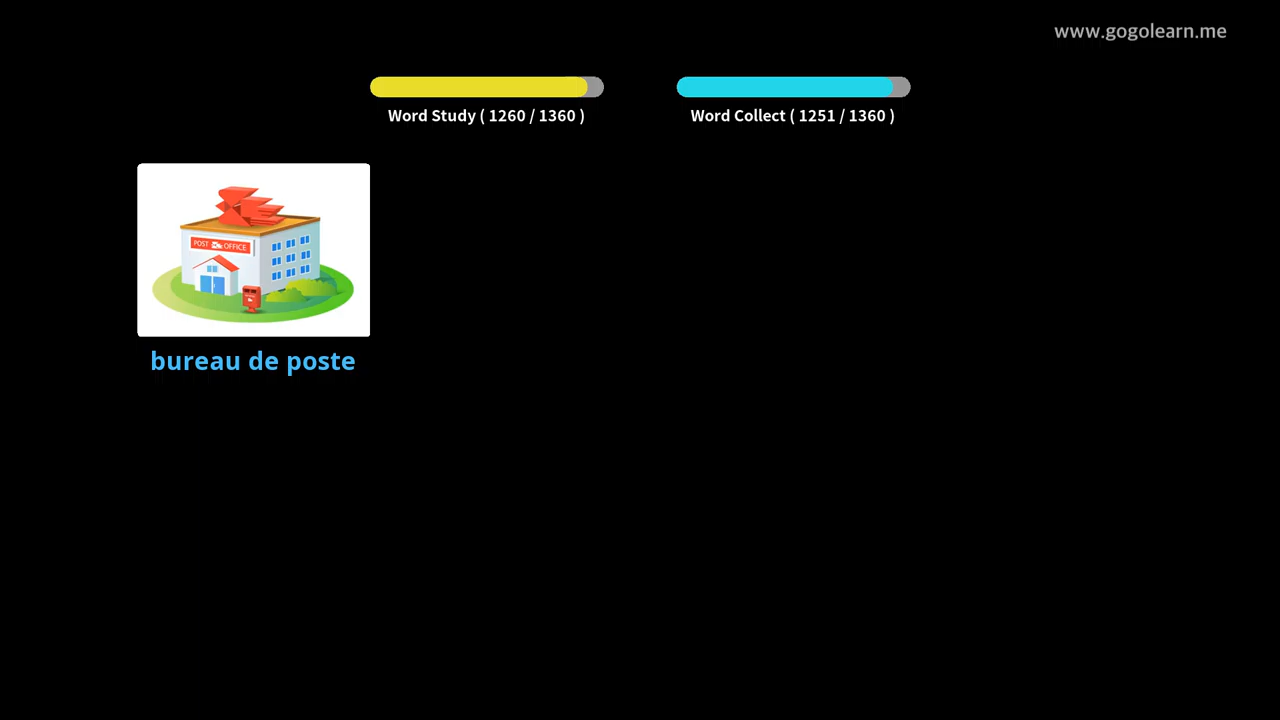 www.gogolearn.me
Word Study ( 1260 / 1360 )
Word Collect ( 1251 / 1360 )
POST OFFICE
bureau de poste